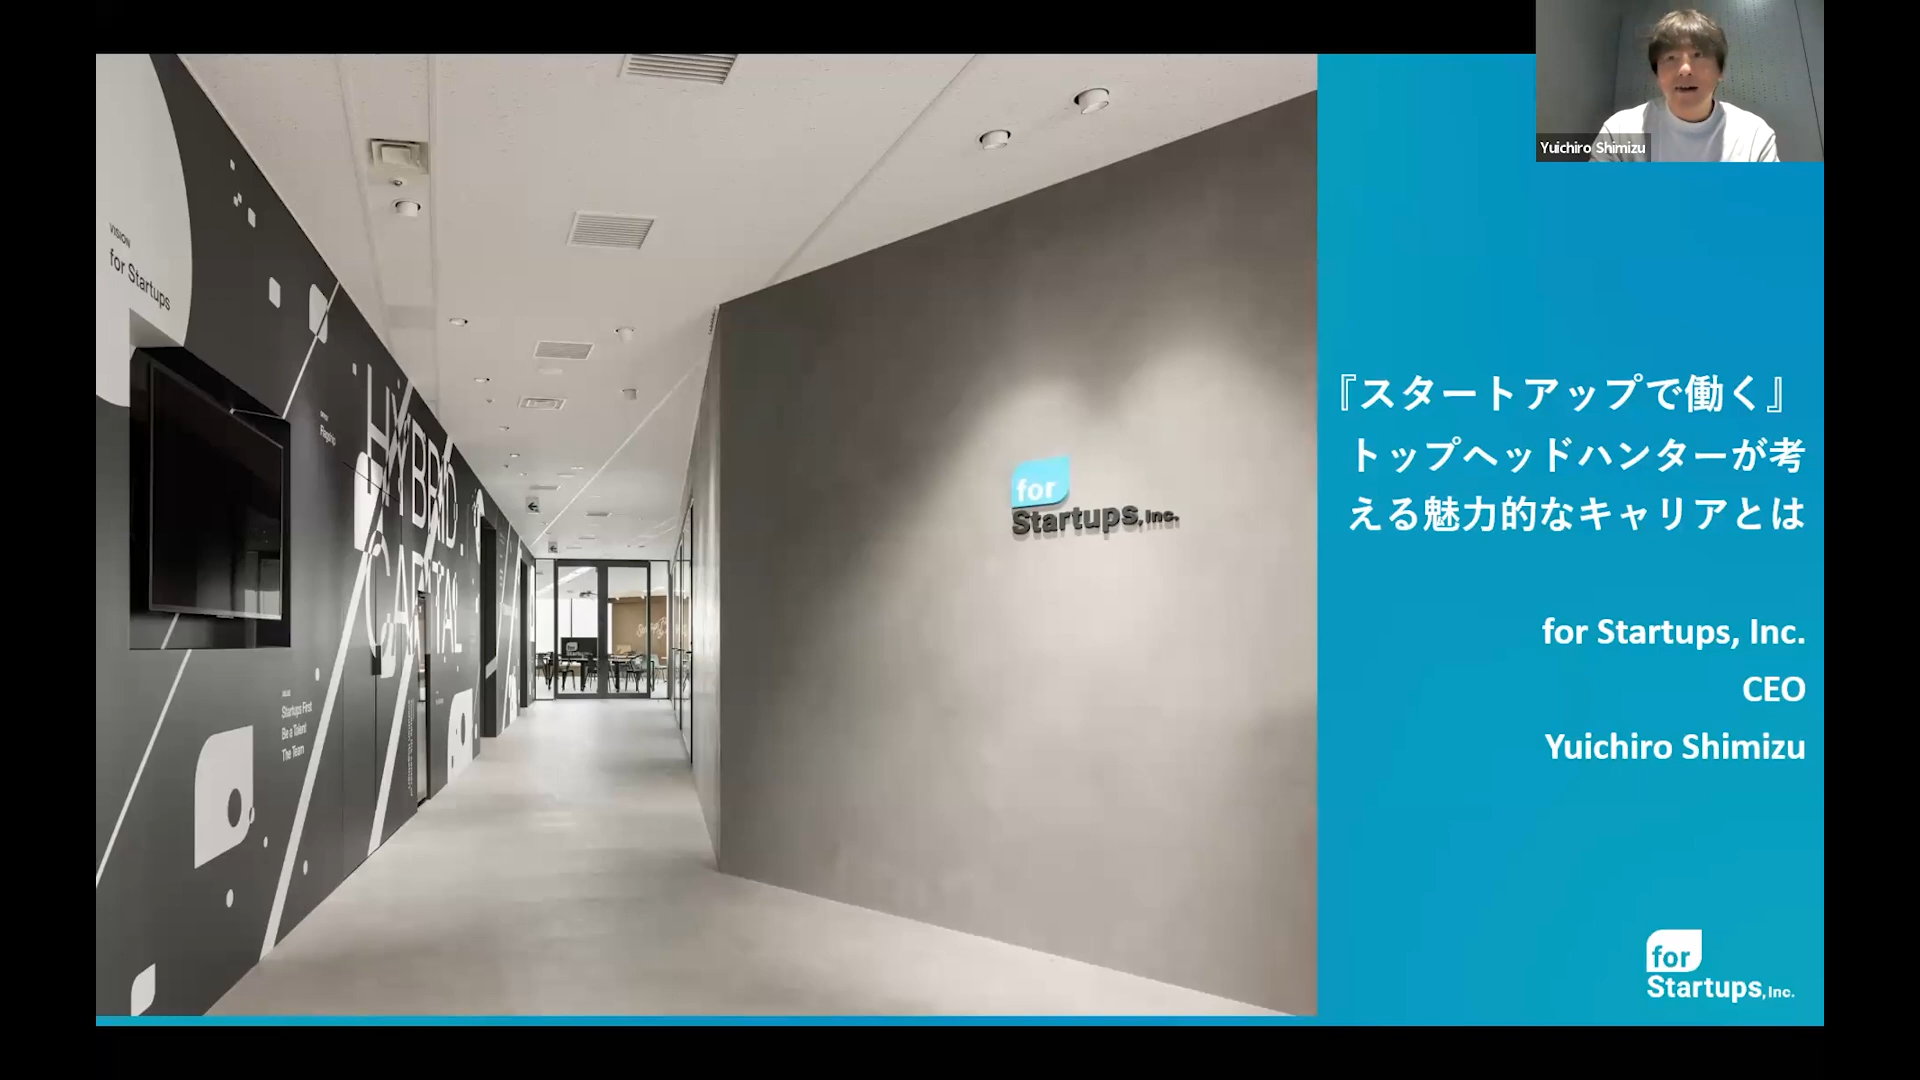 Yuichiro Shimizu
VISION
for Startups
HYBRID
CAPITAL
Startups First
Be a Talent
The Team
for
Startups, Inc.
『スタートアップで働く』
トップヘッドハンターが考
える魅力的なキャリアとは
for Startups, Inc.
CEO
Yuichiro Shimizu
for
Startups, Inc.